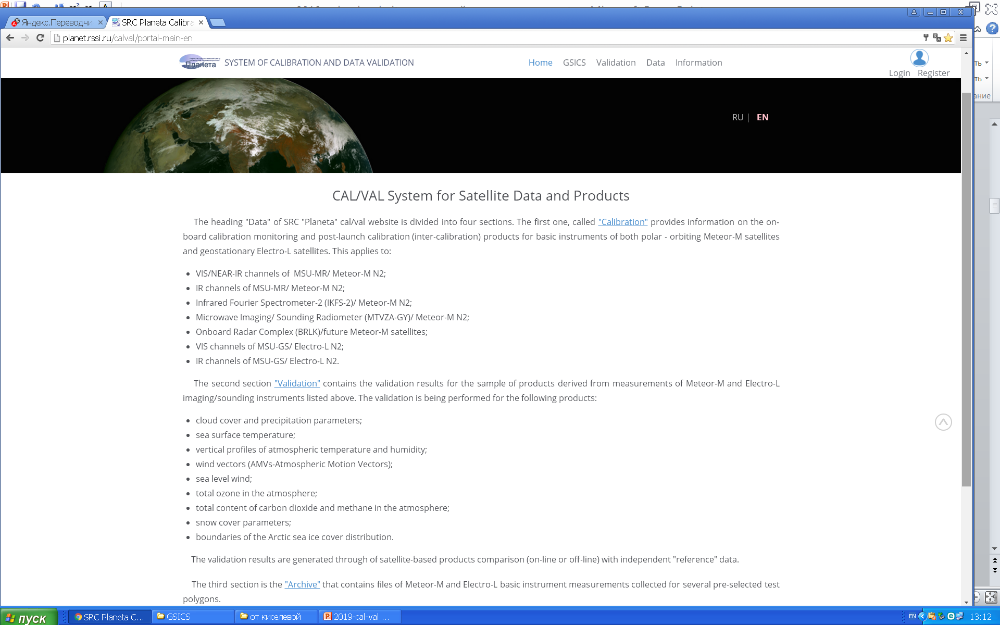 Яндекс.Переводчи
SRC Planeta Calibra
planet.rssi.ru/calval/portal-main-en
Планета
SYSTEM OF CALIBRATION AND DATA VALIDATION
Home GSICS Validation Data Information
Login Register
ть
ть
ание
RU | EN
CAL/VAL System for Satellite Data and Products
The heading "Data" of SRC "Planeta" cal/val website is divided into four sections. The first one, called "Calibration" provides information on the on-
board calibration monitoring and post-launch calibration (inter-calibration) products for basic instruments of both polar - orbiting Meteor-M satellites
and geostationary Electro-L satellites. This applies to:
• VIS/NEAR-IR channels of MSU-MR/ Meteor-M N2;
• IR channels of MSU-MR/ Meteor-M N2;
• Infrared Fourier Spectrometer-2 (IKFS-2)/ Meteor-M N2;
• Microwave Imaging/ Sounding Radiometer (MTVZA-GY)/ Meteor-M N2;
• Onboard Radar Complex (BRLK)/future Meteor-M satellites;
• VIS channels of MSU-GS/ Electro-L N2;
• IR channels of MSU-GS/ Electro-L N2.
The second section "Validation" contains the validation results for the sample of products derived from measurements of Meteor-M and Electro-L
imaging/sounding instruments listed above. The validation is being performed for the following products:
• cloud cover and precipitation parameters;
• sea surface temperature;
• vertical profiles of atmospheric temperature and humidity;
• wind vectors (AMVs-Atmospheric Motion Vectors);
• sea level wind;
• total ozone in the atmosphere;
• total content of carbon dioxide and methane in the atmosphere;
• snow cover parameters;
• boundaries of the Arctic sea ice cover distribution.
The validation results are generated through of satellite-based products comparison (on-line or off-line) with independent "reference" data.
The third section is the "Archive" that contains files of Meteor-M and Electro-L basic instrument measurements collected for several pre-selected test
polygons.
пуск
SRC Planeta C...
GSICS
от киселевой
2019-cal-val ...
EN
13:12